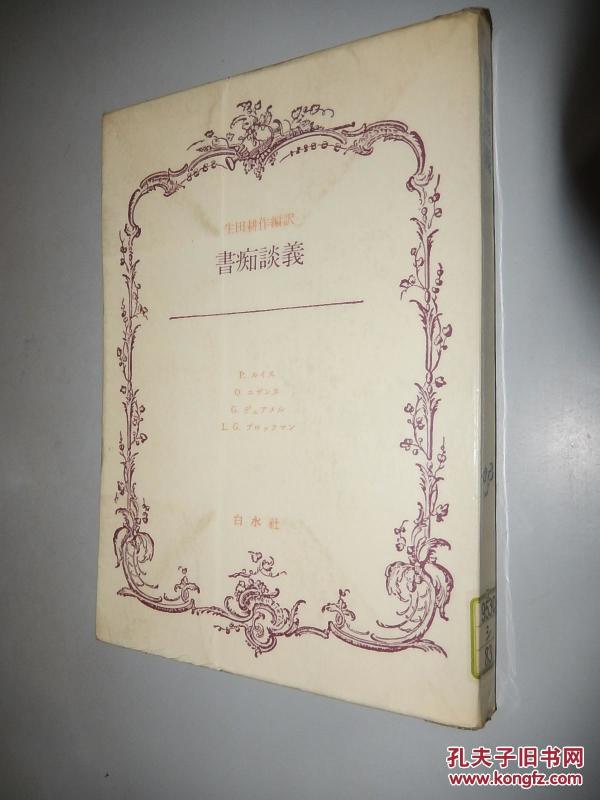 生田耕作編訳
書痴談義
P. ルイス
O. ユザンヌ
G. デュアメル
L. G. ブロックマン
白水社
孔夫子旧书网
www.kongfz.com